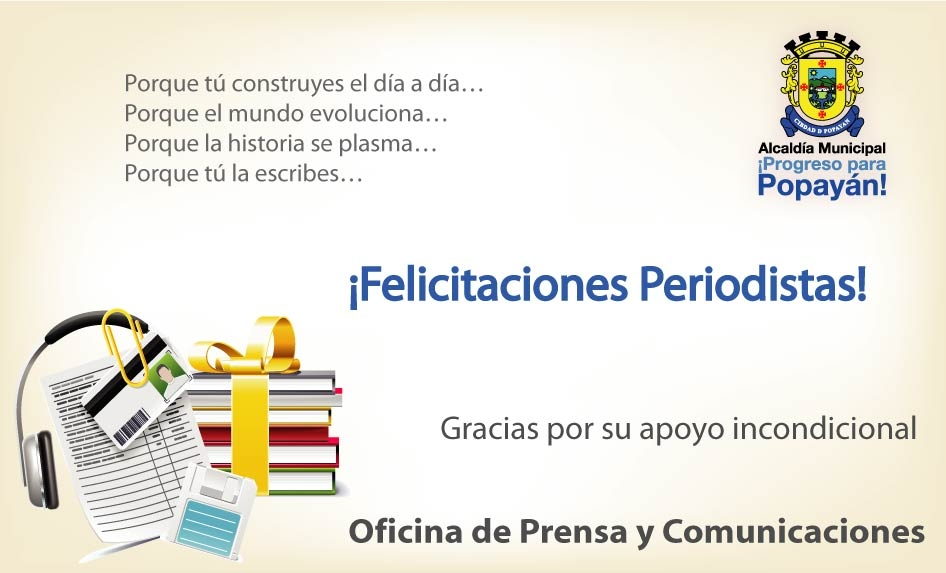 Porque tú construyes el día a día…
Porque el mundo evoluciona…
Porque la historia se plasma…
Porque tú la escribes…
CIUDAD D POPAYAN
Alcaldía Municipal
¡Progreso para
Popayán!
¡Felicitaciones Periodistas!
Gracias por su apoyo incondicional
Oficina de Prensa y Comunicaciones